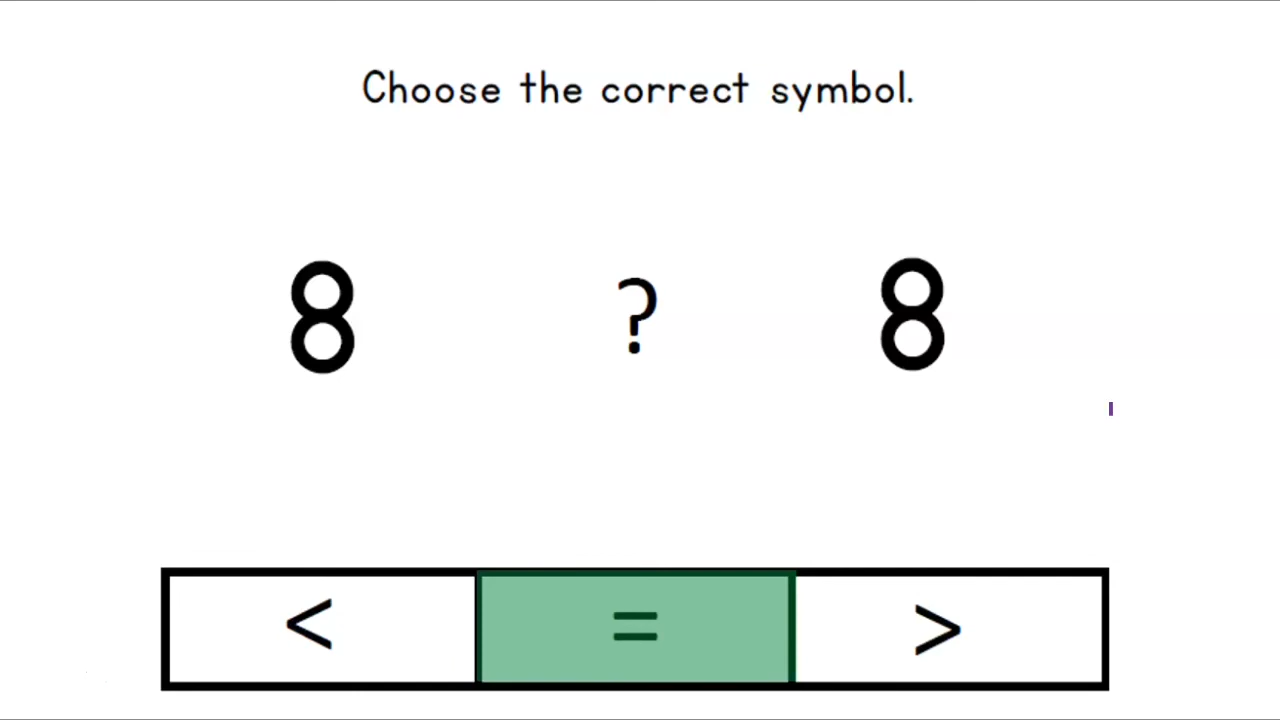 Choose the correct symbol.
8 ? 8
< = >